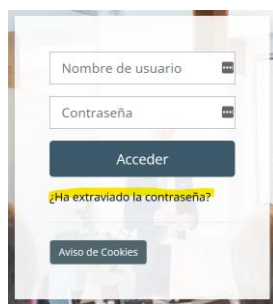 Nombre de usuario
Contraseña
Acceder
¿Ha extraviado la contraseña?
Aviso de Cookies